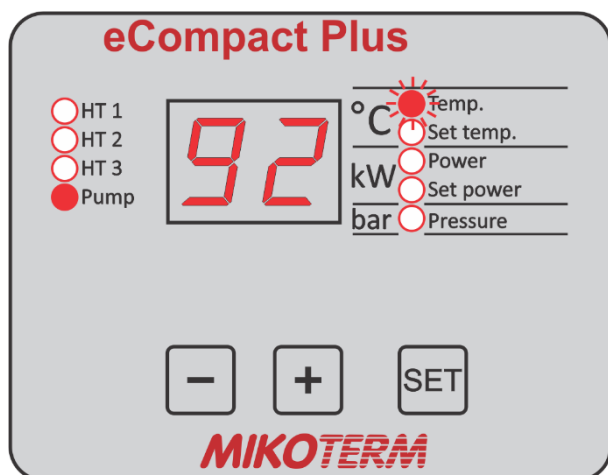 eCompact Plus
HT 1
HT 2
HT 3
Pump
92
°C
Temp.
Set temp.
kW
Power
Set power
bar
Pressure
- + SET
MIKOTERM